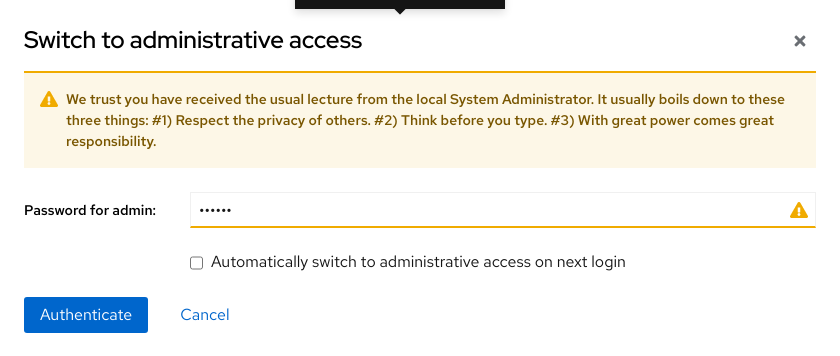 Switch to administrative access
We trust you have received the usual lecture from the local System Administrator. It usually boils down to these
three things: #1) Respect the privacy of others. #2) Think before you type. #3) With great power comes great
responsibility.
Password for admin: ••••••
Automatically switch to administrative access on next login
Authenticate Cancel